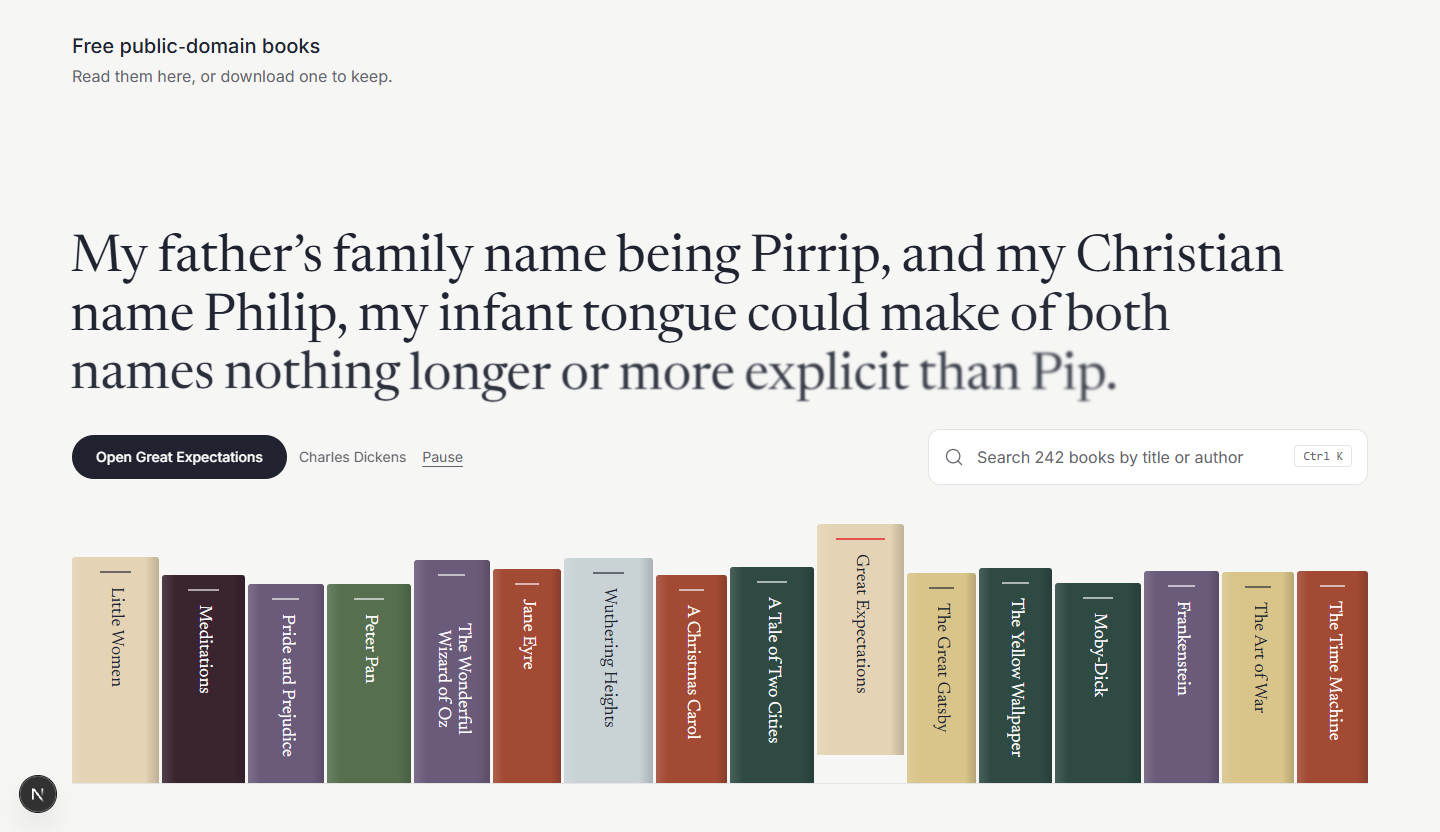 Free public-domain books
Read them here, or download one to keep.
My father’s family name being Pirrip, and my Christian
name Philip, my infant tongue could make of both
names nothing longer or more explicit than Pip.
Open Great Expectations
Charles Dickens
Pause
Search 242 books by title or author
Ctrl K
Little Women
Meditations
Pride and Prejudice
Peter Pan
The Wonderful
Wizard of Oz
Jane Eyre
Wuthering Heights
A Christmas Carol
A Tale of Two Cities
Great Expectations
The Great Gatsby
The Yellow Wallpaper
Moby-Dick
Frankenstein
The Art of War
The Time Machine
N